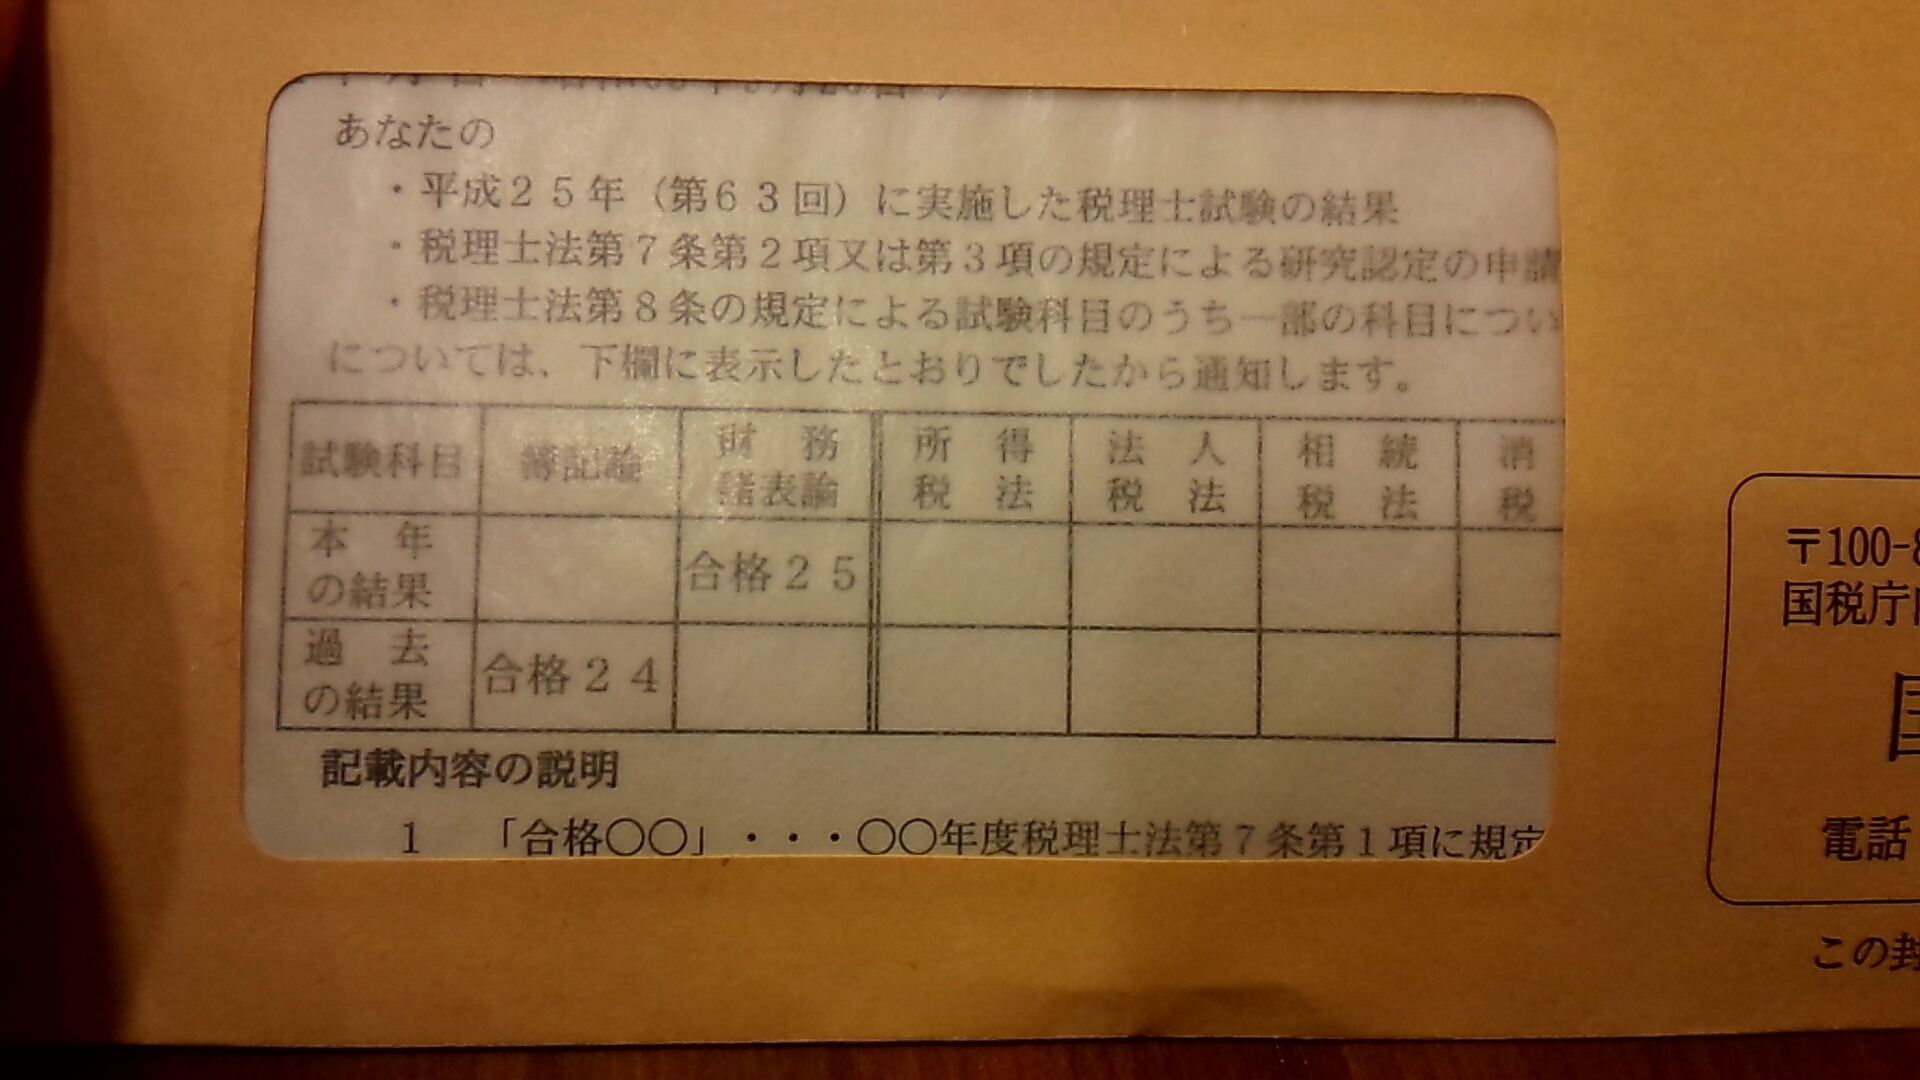 あなたの
・平成２５年（第６３回）に実施した税理士試験の結果
・税理士法第７条第２項又は第３項の規定による研究認定の申請
・税理士法第８条の規定による試験科目のうち一部の科目につい
については、下欄に表示したとおりでしたから通知します。
試験科目 簿記論 財務諸表論 所得税法 法人税法 相続税法 消税
本年の結果 合格２５
過去の結果 合格２４
記載内容の説明
１ 「合格○○」・・・○○年度税理士法第７条第１項に規定
〒100-8
国税庁
国
電話
この封